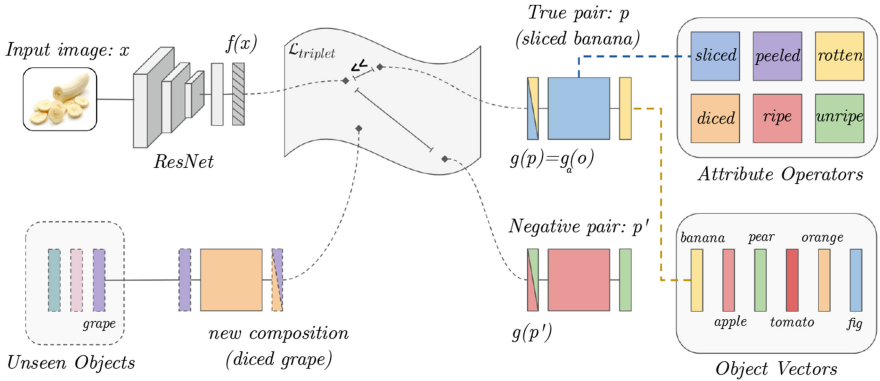 Input image: x
f(x)
ResNet
ℒtriplet
True pair: p
(sliced banana)
g(p)=gₐ(o)
sliced
peeled
rotten
diced
ripe
unripe
Attribute Operators
Negative pair: p'
g(p')
grape
Unseen Objects
new composition
(diced grape)
banana
pear
orange
apple
tomato
fig
Object Vectors